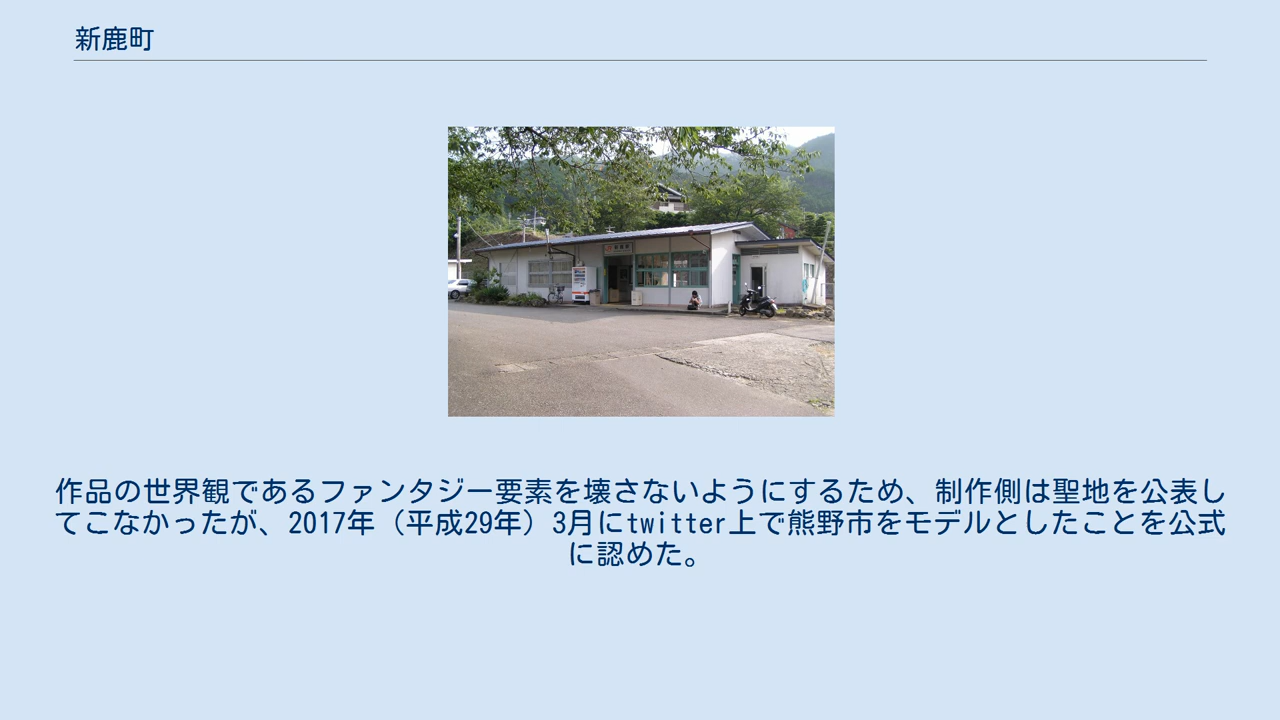 新鹿町
作品の世界観であるファンタジー要素を壊さないようにするため、制作側は聖地を公表し
てこなかったが、2017年（平成29年）3月にtwitter上で熊野市をモデルとしたことを公式
に認めた。